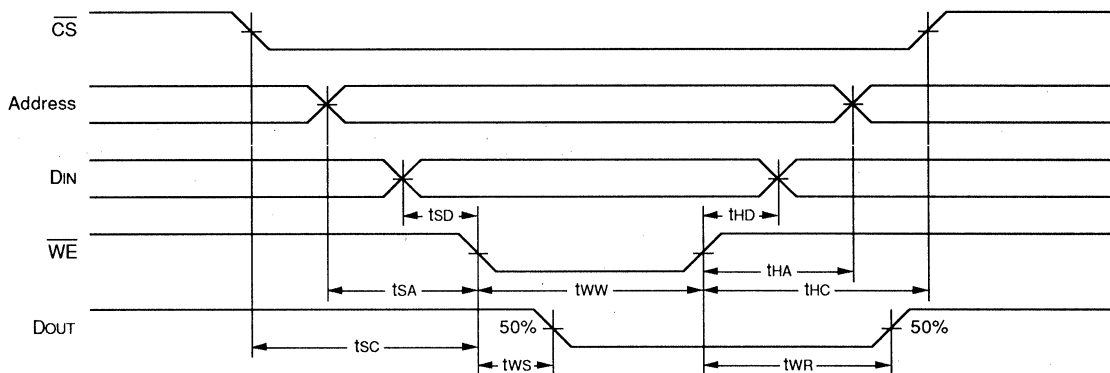 CS
Address
DIN
tSD
tHD
WE
tHA
tSA
tWW
tHC
DOUT
50%
50%
tSC
tWS
tWR